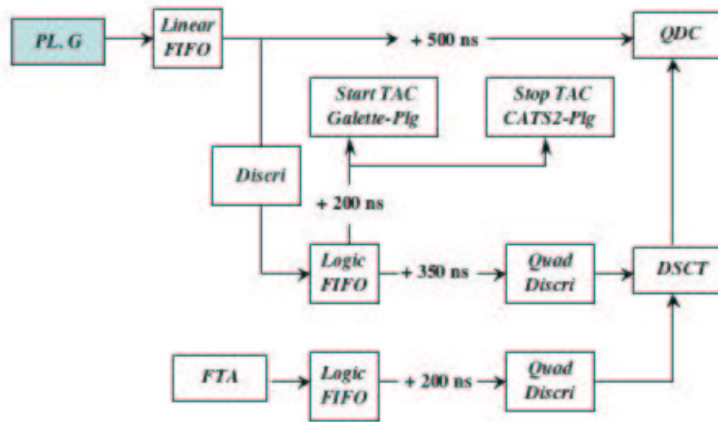 PL. G
Linear
FIFO
+ 500 ns
QDC
Start TAC
Galette-Plg
Stop TAC
CATS2-Plg
Discri
+ 200 ns
Logic
FIFO
+ 350 ns
Quad
Discri
DSCT
FTA
Logic
FIFO
+ 200 ns
Quad
Discri